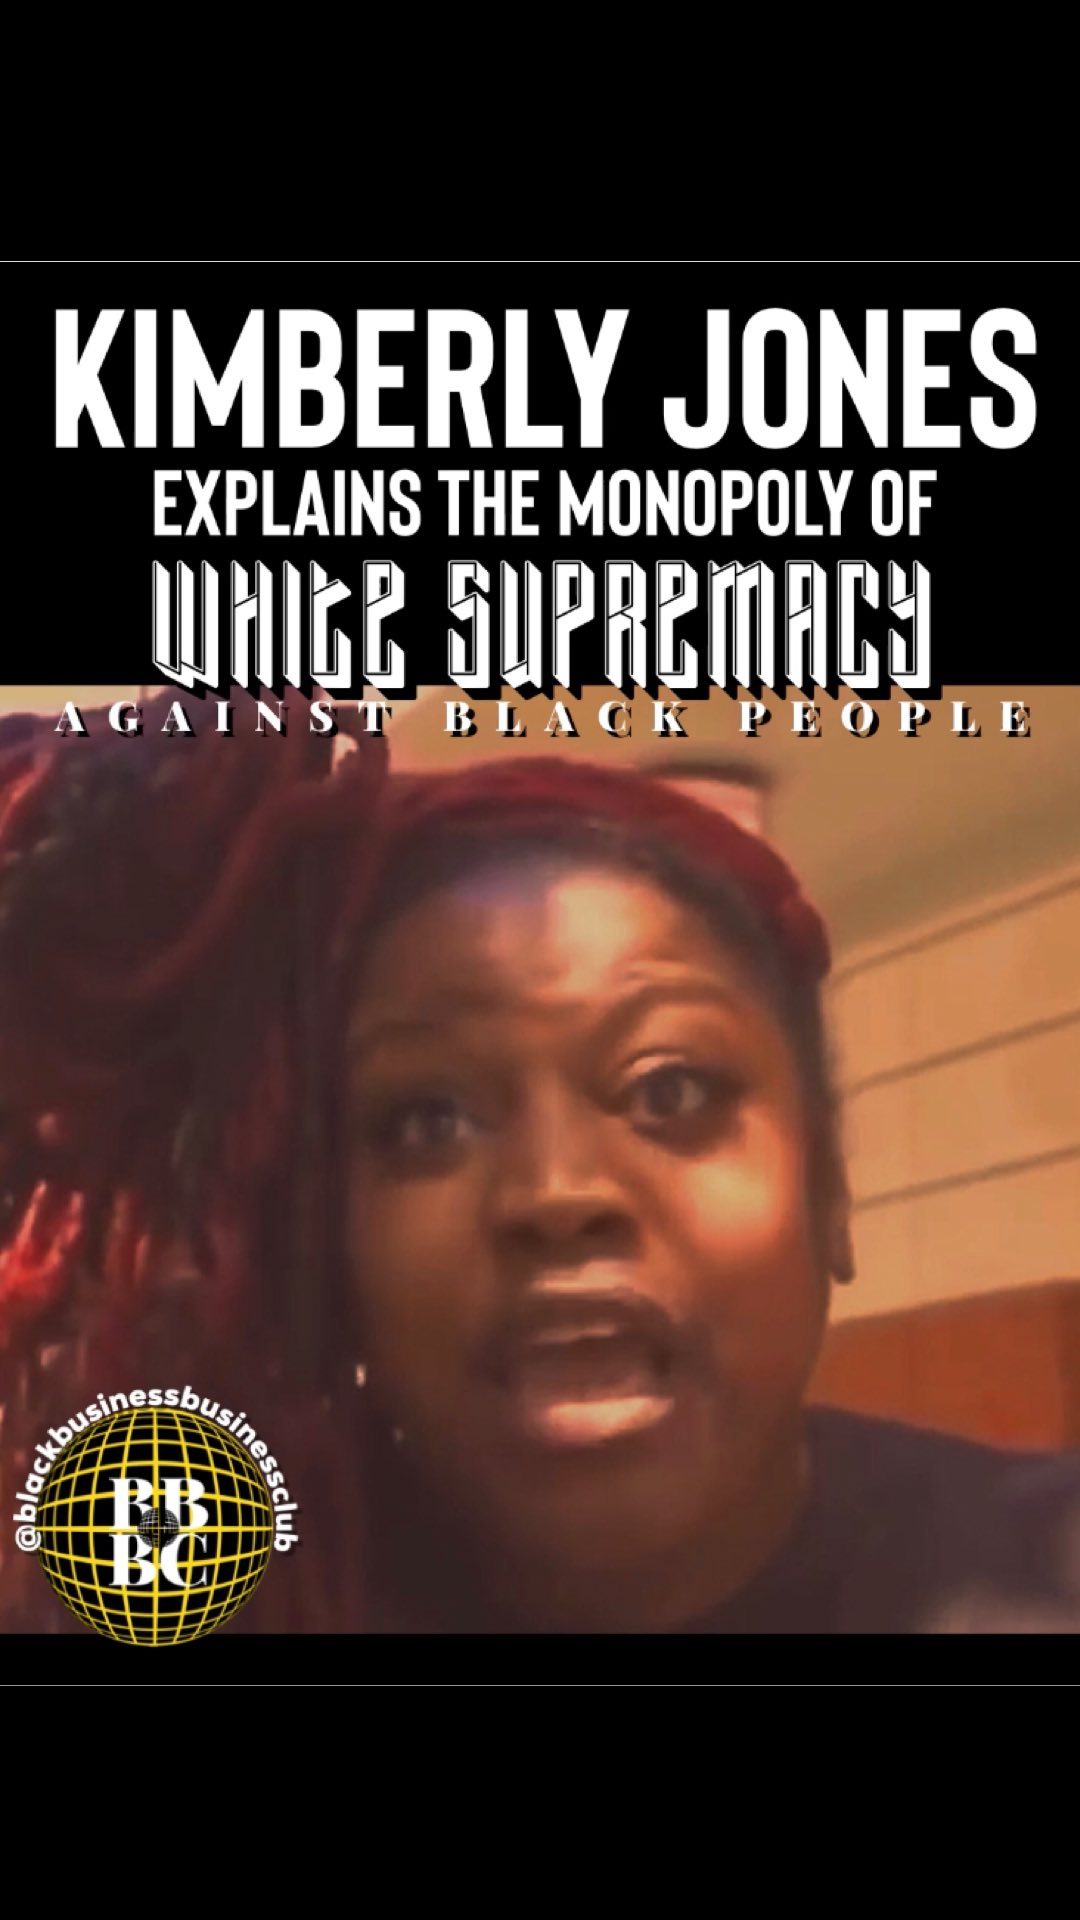 KIMBERLY JONES
EXPLAINS THE MONOPOLY OF
WHITE SUPREMACY
AGAINST BLACK PEOPLE
@blackbusinessbusinessclub
BB
BC